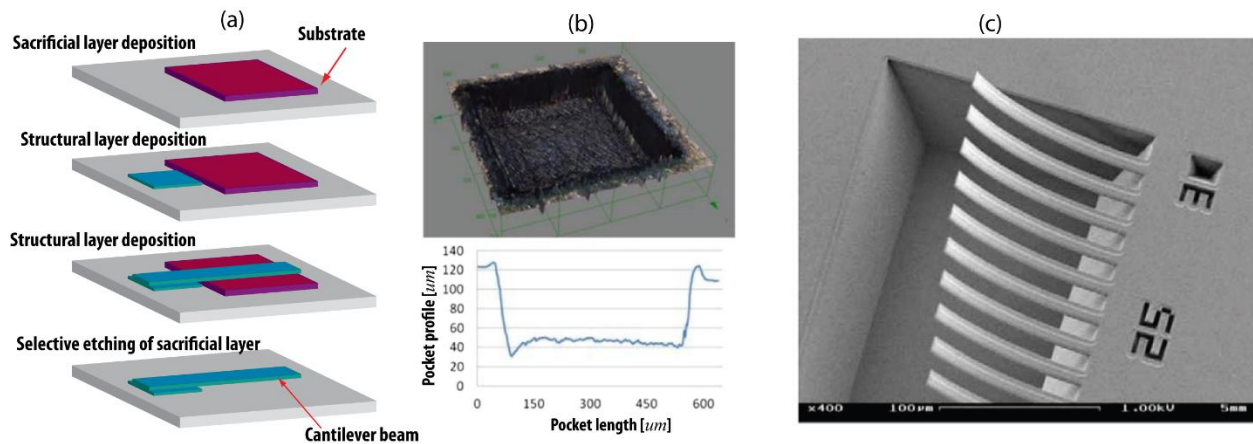 (a)
Sacrificial layer deposition
Substrate
Structural layer deposition
Structural layer deposition
Selective etching of sacrificial layer
Cantilever beam
(b)
140
120
100
80
60
40
20
0
Pocket profile [um]
0
150
300
450
600
Pocket length [um]
(c)
E
S2
×400
100μm
1.00kV
5mm